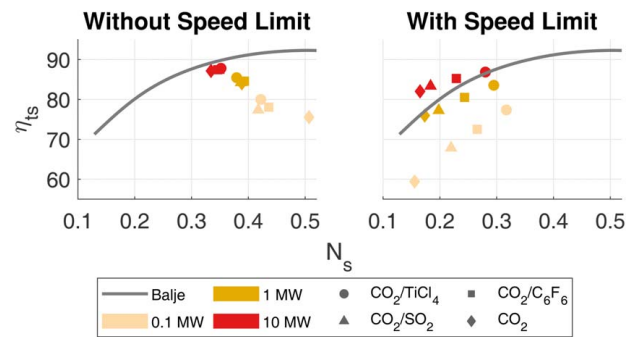 Without Speed Limit With Speed Limit
90
80
70
60
η_ts
0.1 0.2 0.3 0.4 0.5 0.1 0.2 0.3 0.4 0.5
N_s
Balje 1 MW CO₂/TiCl₄ CO₂/C₆F₆
0.1 MW 10 MW CO₂/SO₂ CO₂